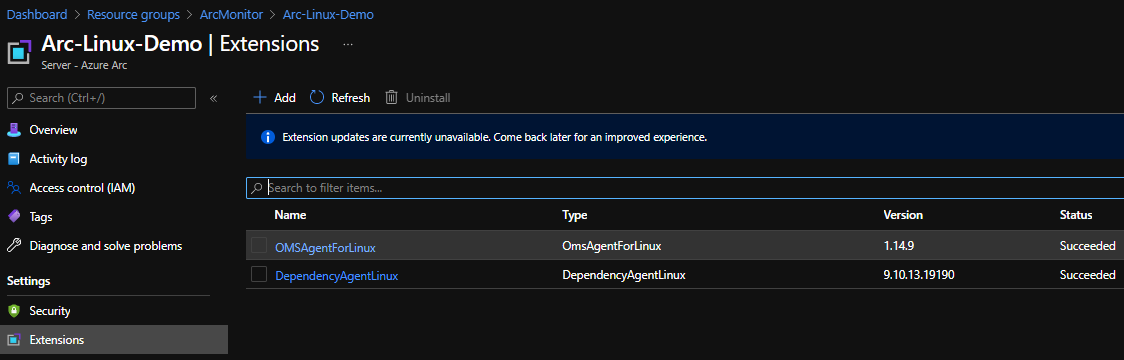 Dashboard > Resource groups > ArcMonitor > Arc-Linux-Demo
Arc-Linux-Demo | Extensions ...
Server - Azure Arc
Search (Ctrl+/) «
+ Add Refresh Uninstall
Overview
Extension updates are currently unavailable. Come back later for an improved experience.
Activity log
Access control (IAM)
Search to filter items...
Tags
Name Type Version Status
Diagnose and solve problems
OMSAgentForLinux OmsAgentForLinux 1.14.9 Succeeded
DependencyAgentLinux DependencyAgentLinux 9.10.13.19190 Succeeded
Settings
Security
Extensions